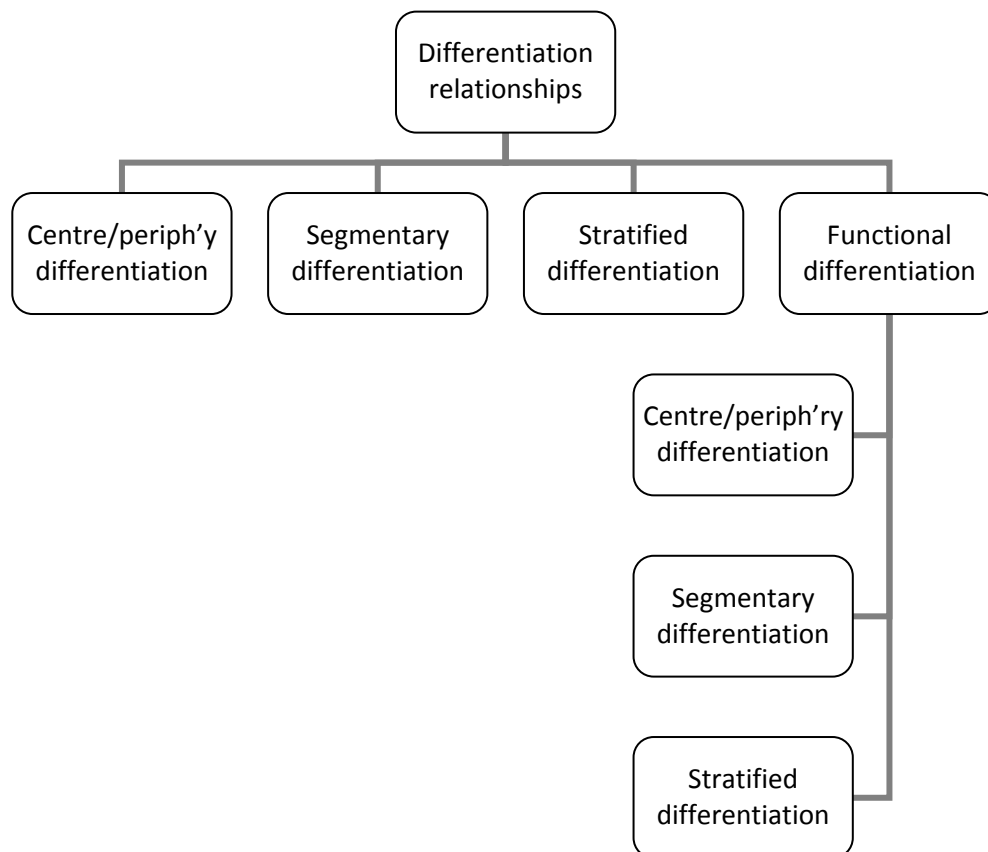 Differentiation
relationships
Centre/periph’y
differentiation
Segmentary
differentiation
Stratified
differentiation
Functional
differentiation
Centre/periph’ry
differentiation
Segmentary
differentiation
Stratified
differentiation